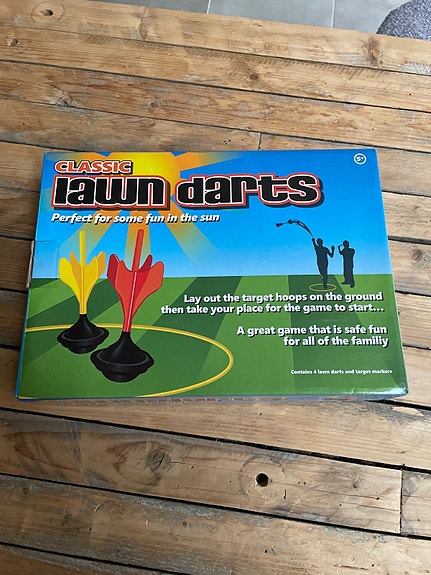 CLASSIC
lawn darts
Perfect for some fun in the sun
5+
Lay out the target hoops on the ground
then take your place for the game to start...
A great game that is safe fun
for all of the familiy
Contains 4 lawn darts and target markers